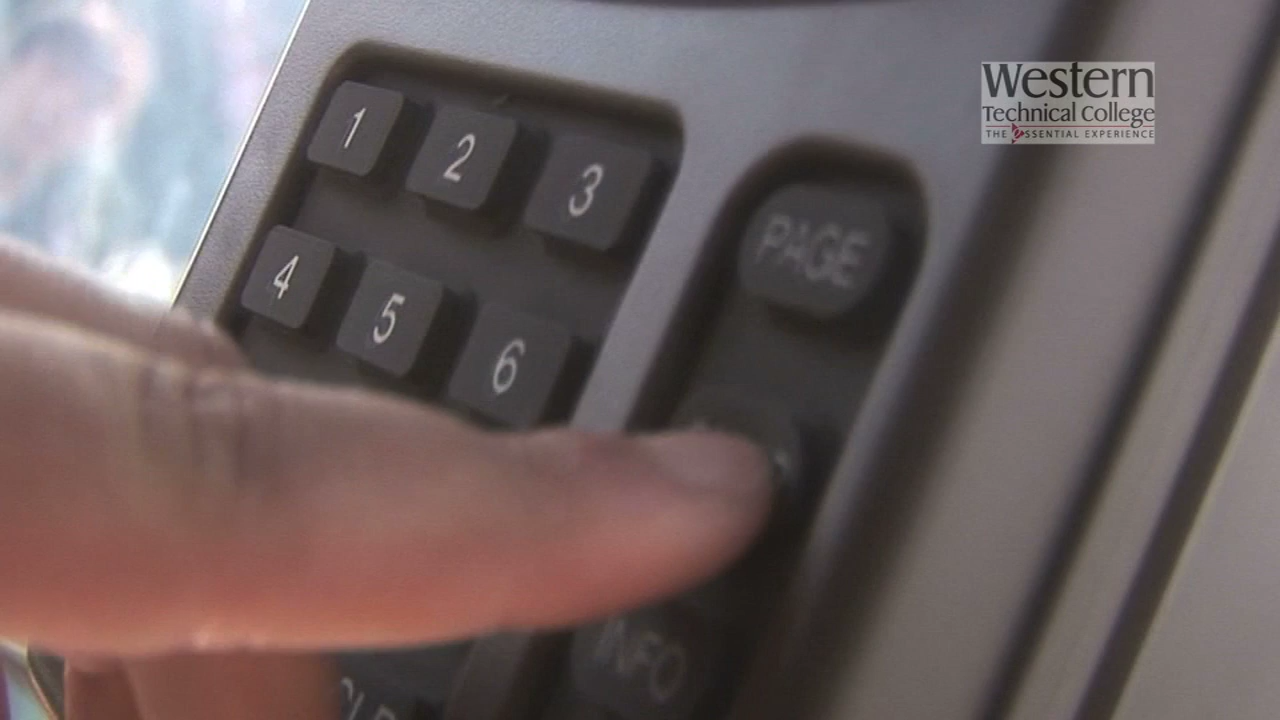 Western
Technical College
THE ESSENTIAL EXPERIENCE
1 2 3
PAGE
4 5 6
INFO